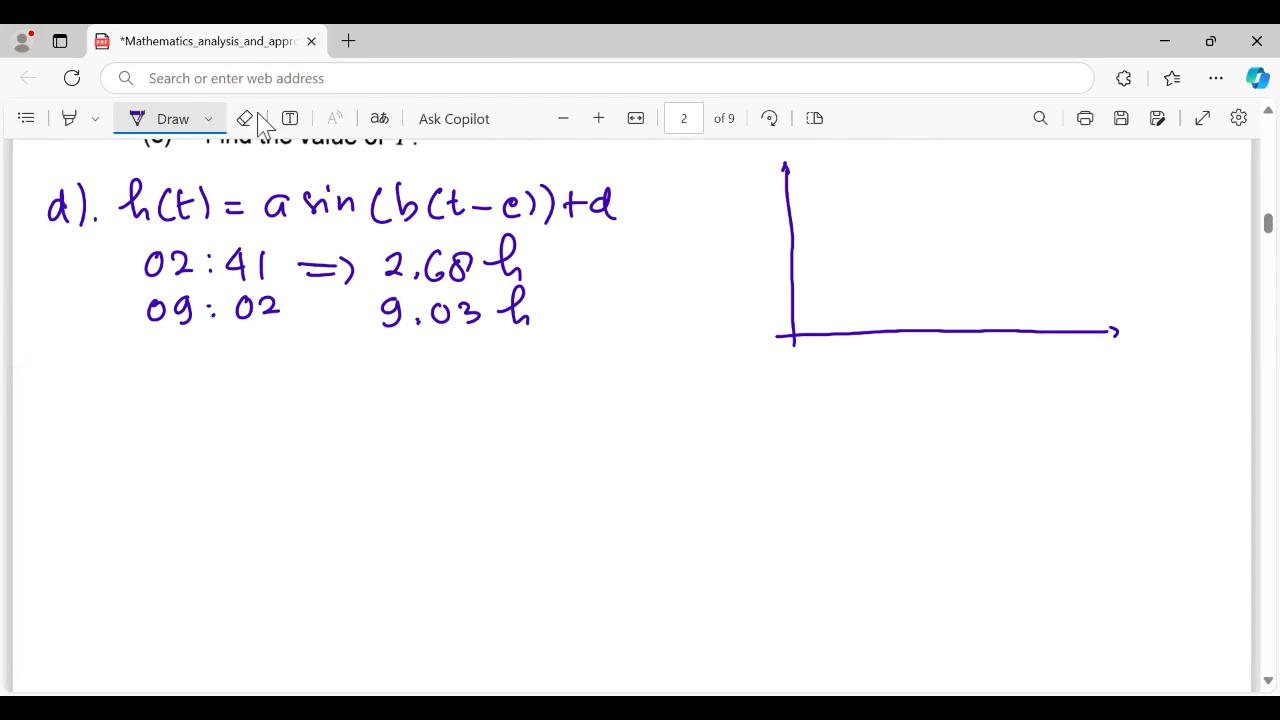 *Mathematics_analysis_and_appro
Search or enter web address
Draw
Ask Copilot
2 of 9
d). h(t) = a sin (b(t - c)) + d
02:41 => 2.68 h
09:02 9.03 h